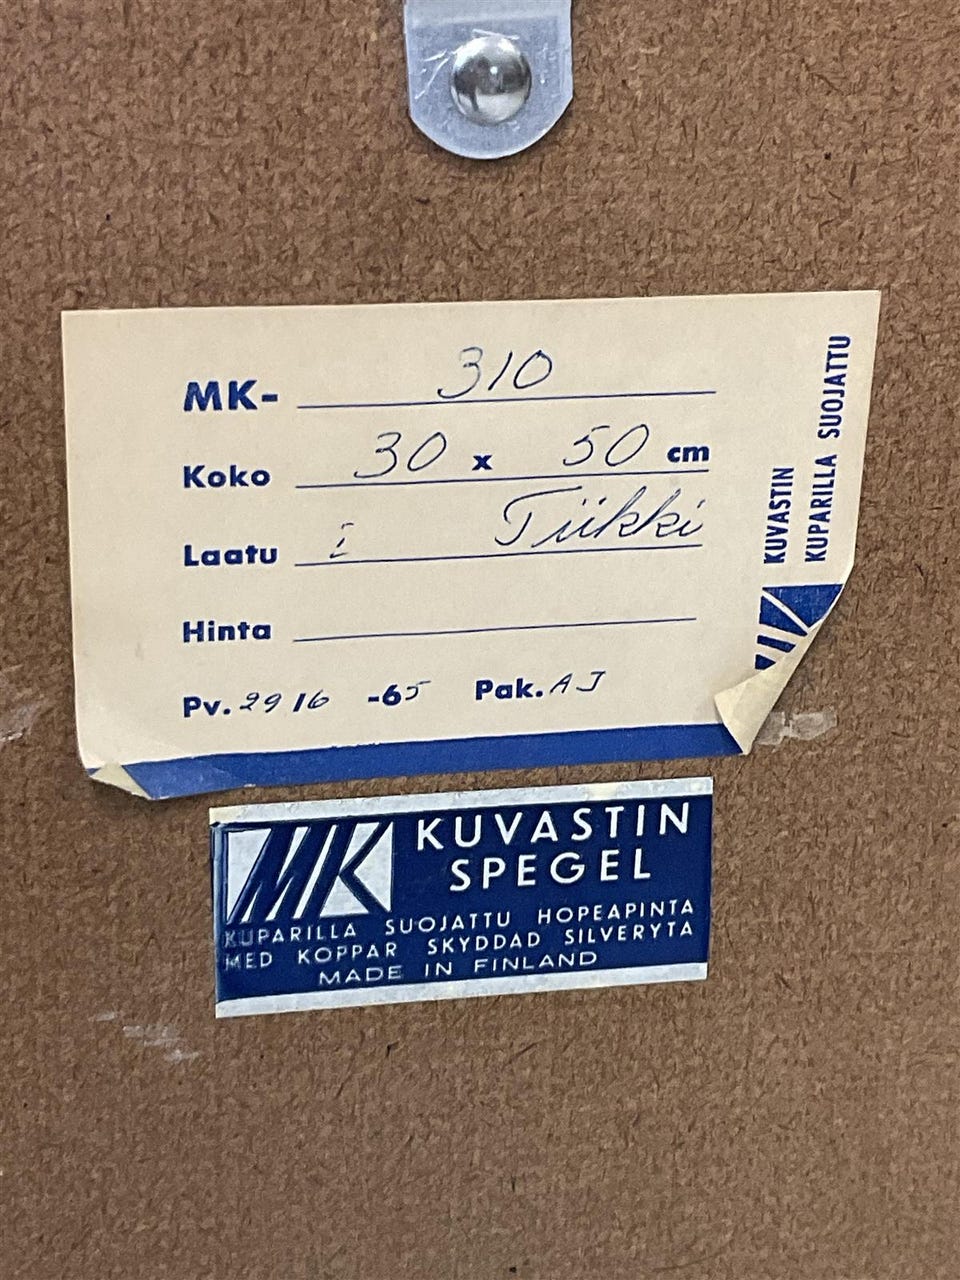 MK- 310
Koko 30 x 50 cm
Laatu I Tiikki
Hinta
Pv. 29 /6 -65 Pak. AJ
KUVASTIN
KUPARILLA SUOJATTU
MK
MK KUVASTIN
SPEGEL
KUPARILLA SUOJATTU HOPEAPINTA
MED KOPPAR SKYDDAD SILVERYTA
MADE IN FINLAND